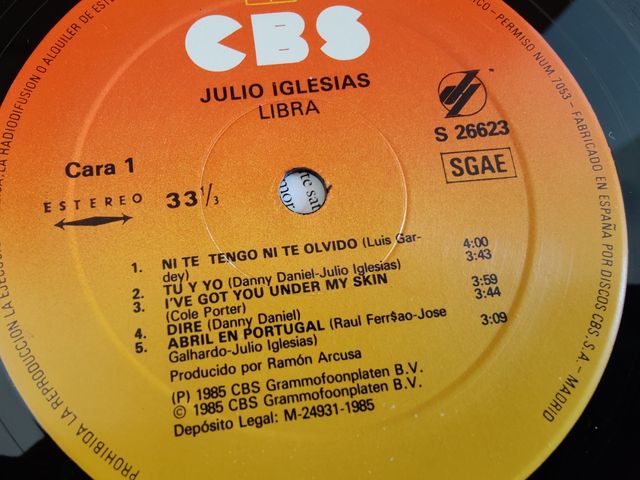 CBS
JULIO IGLESIAS
LIBRA
S 26623
SGAE
Cara 1
ESTEREO 33 1/3
1. NI TE TENGO NI TE OLVIDO (Luis Gar-
dey) 4:00
2. TU Y YO (Danny Daniel-Julio Iglesias) 3:43
3. I'VE GOT YOU UNDER MY SKIN
(Cole Porter) 3:59
4. DIRE (Danny Daniel) 3:44
5. ABRIL EN PORTUGAL (Raul Ferr$ao-Jose
Galhardo-Julio Iglesias) 3:09
Producido por Ramón Arcusa
(P) 1985 CBS Grammofoonplaten B.V.
© 1985 CBS Grammofoonplaten B.V.
Depósito Legal: M-24931-1985
PROHIBIDA LA REPRODUCCION LA
LA RADIODIFUSION O ALQUILER DE
PERMISO NUM. 7053 – FABRICADO EN ESPAÑA POR DISCOS CBS, S.A. – MADRID